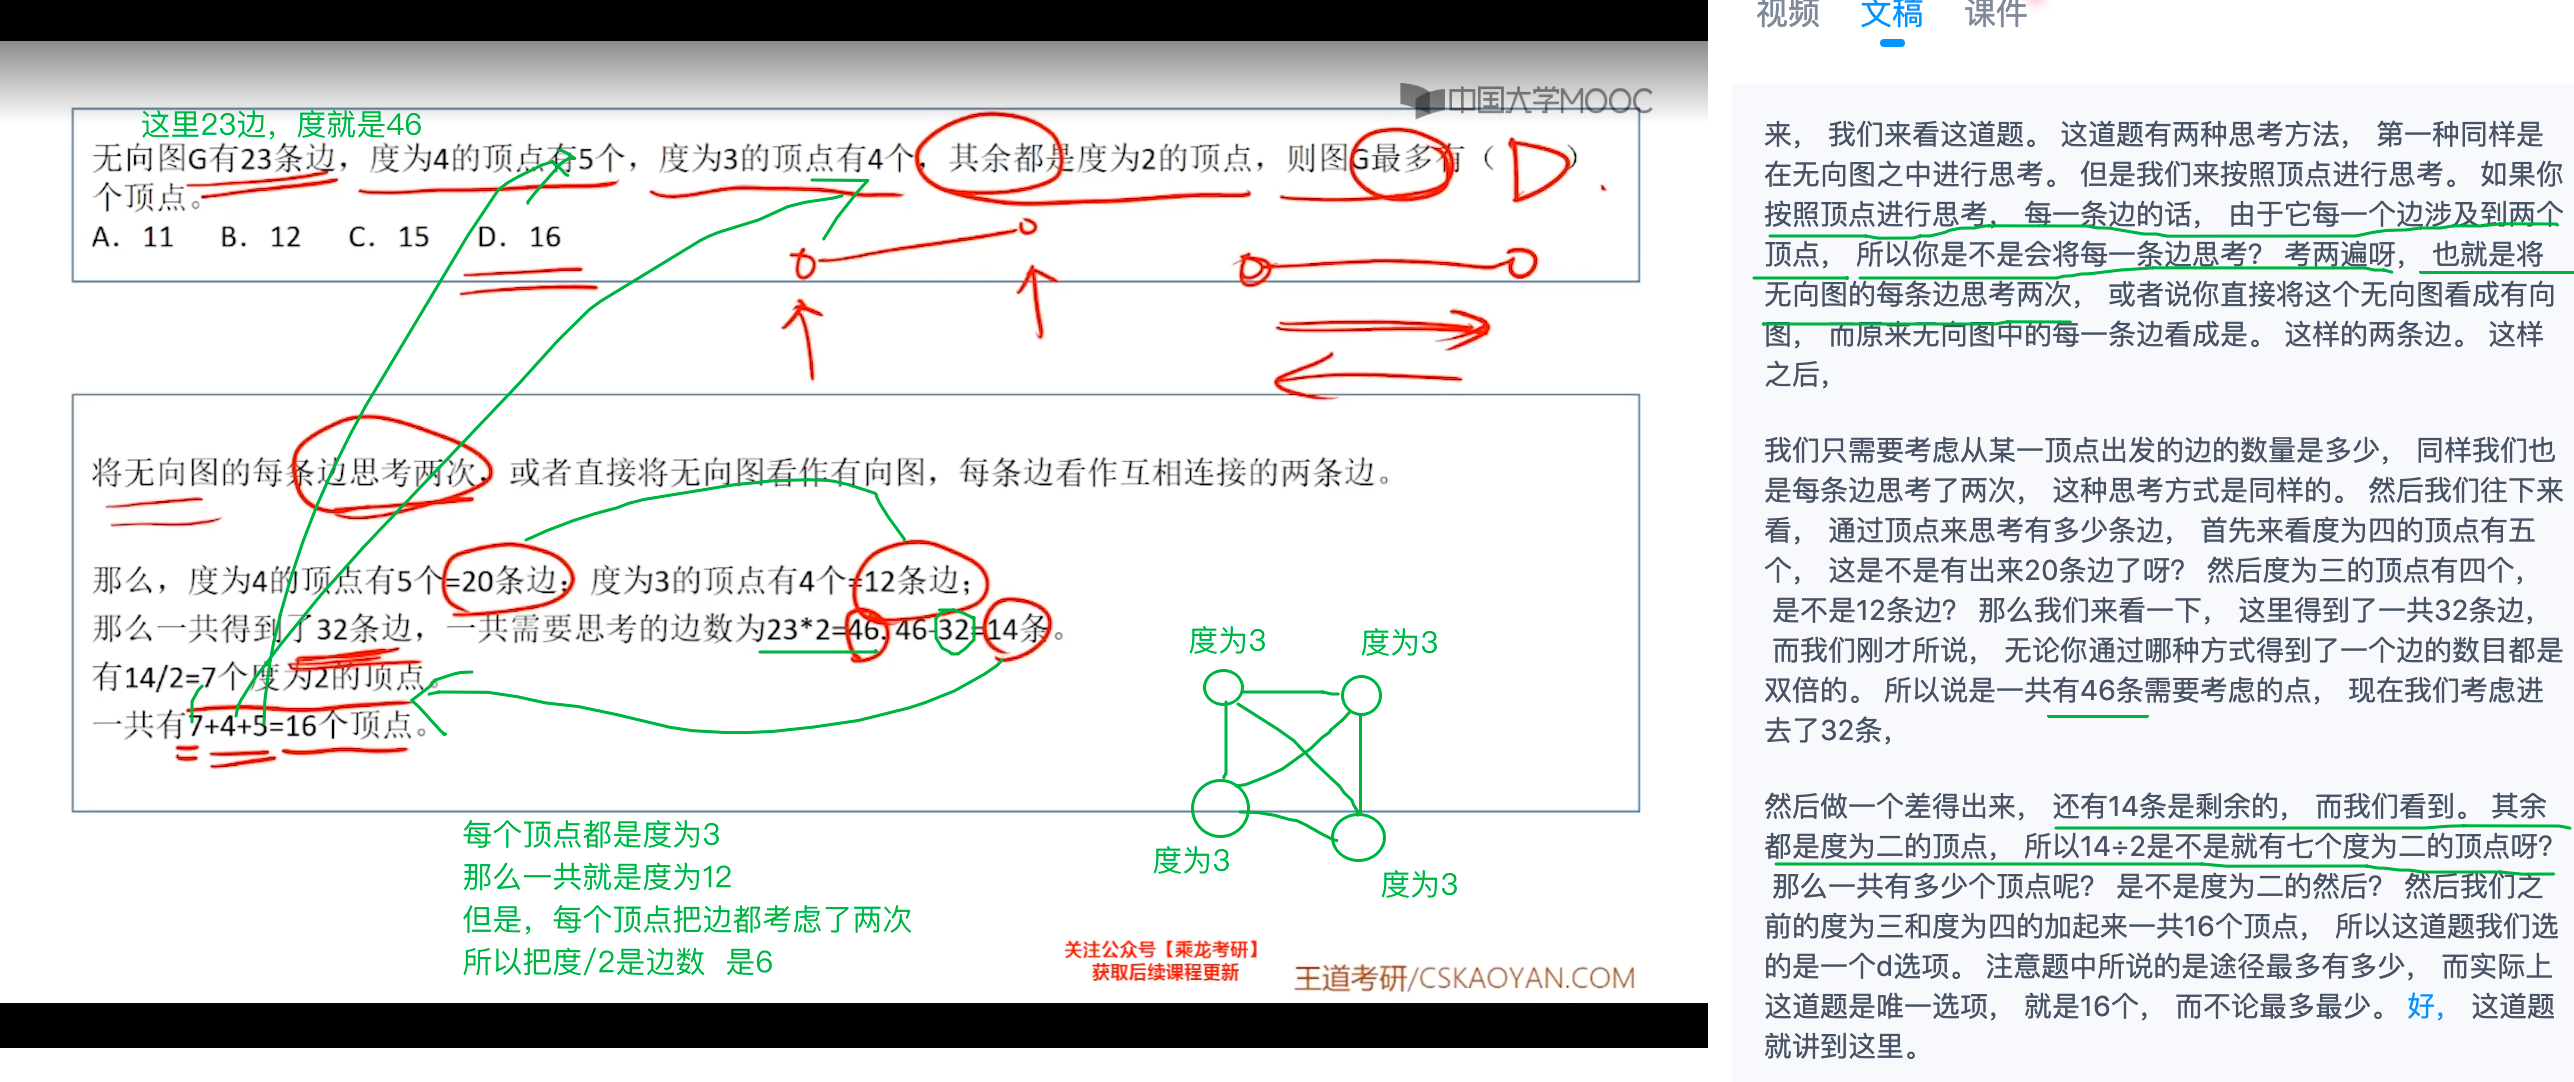 中国大学MOOC
这里23边，度就是46
无向图G有23条边，度为4的顶点有5个，度为3的顶点有4个，其余都是度为2的顶点，则图G最多有（ D ）
个顶点。
A. 11 B. 12 C. 15 D. 16
将无向图的每条边思考两次，或者直接将无向图看作有向图，每条边看作互相连接的两条边。
那么，度为4的顶点有5个=20条边；度为3的顶点有4个=12条边；
那么一共得到了32条边，一共需要思考的边数为23*2=46，46-32=14条。
有14/2=7个度为2的顶点。
一共有7+4+5=16个顶点。
度为3 度为3
度为3
度为3
每个顶点都是度为3
那么一共就是度为12
但是，每个顶点把边都考虑了两次
所以把度/2是边数 是6
关注公众号【乘龙考研】
获取后续课程更新
王道考研/CSKAOYAN.COM
视频 文稿 课件
来， 我们来看这道题。 这道题有两种思考方法， 第一种同样是
在无向图之中进行思考。 但是我们来按照顶点进行思考。 如果你
按照顶点进行思考， 每一条边的话， 由于它每一个边涉及到两个
顶点， 所以你是不是会将每一条边思考？ 考两遍呀， 也就是将
无向图的每条边思考两次， 或者说你直接将这个无向图看成有向
图， 而原来无向图中的每一条边看成是。 这样的两条边。 这样
之后，
我们只需要考虑从某一顶点出发的边的数量是多少， 同样我们也
是每条边思考了两次， 这种思考方式是同样的。 然后我们往下来
看， 通过顶点来思考有多少条边， 首先来看度为四的顶点有五
个， 这是不是有出来20条边了呀？ 然后度为三的顶点有四个，
是不是12条边？ 那么我们来看一下， 这里得到了一共32条边，
而我们刚才所说， 无论你通过哪种方式得到了一个边的数目都是
双倍的。 所以说是一共有46条需要考虑的点， 现在我们考虑进
去了32条，
然后做一个差得出来， 还有14条是剩余的， 而我们看到。 其余
都是度为二的顶点， 所以14÷2是不是就有七个度为二的顶点呀？
那么一共有多少个顶点呢？ 是不是度为二的然后？ 然后我们之
前的度为三和度为四的加起来一共16个顶点， 所以这道题我们选
的是一个d选项。 注意题中所说的是途径最多有多少， 而实际上
这道题是唯一选项， 就是16个， 而不论最多最少。 好， 这道题
就讲到这里。